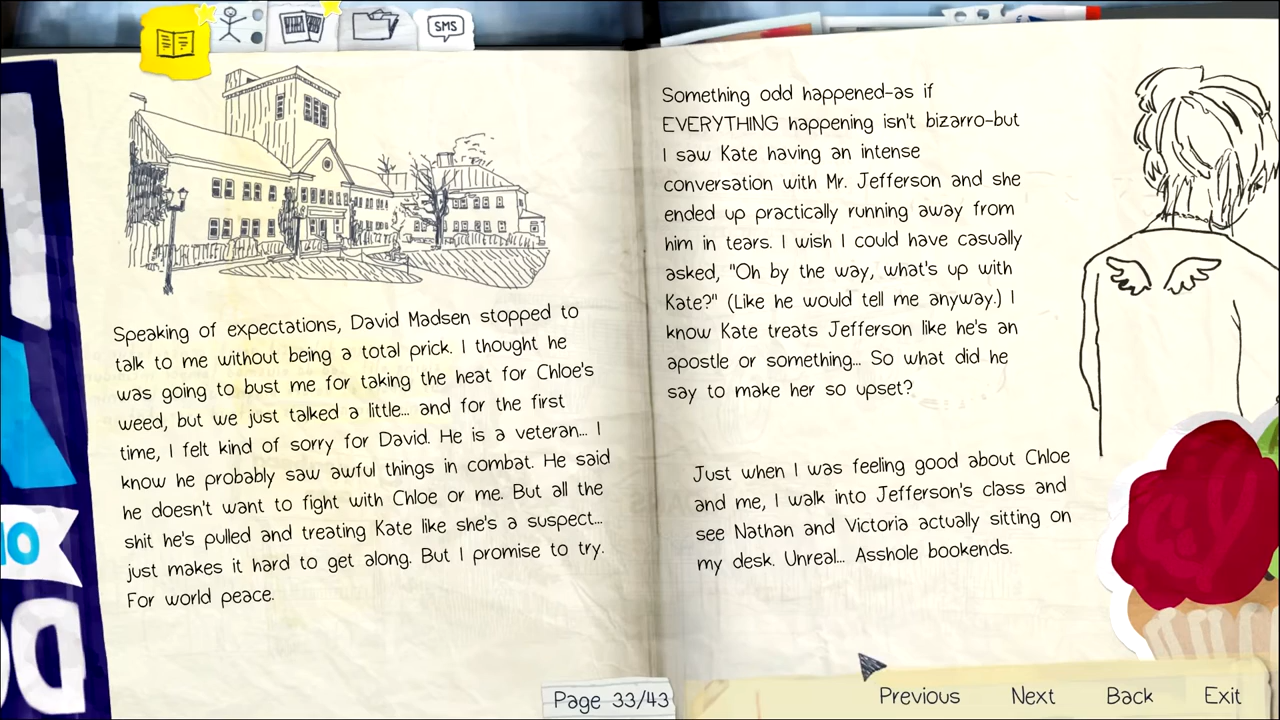 SMS
Speaking of expectations, David Madsen stopped to
talk to me without being a total prick. I thought he
was going to bust me for taking the heat for Chloe's
weed, but we just talked a little... and for the first
time, I felt kind of sorry for David. He is a veteran... I
know he probably saw awful things in combat. He said
he doesn't want to fight with Chloe or me. But all the
shit he's pulled and treating Kate like she's a suspect...
just makes it hard to get along. But I promise to try.
For world peace.
Something odd happened-as if
EVERYTHING happening isn't bizarro-but
I saw Kate having an intense
conversation with Mr. Jefferson and she
ended up practically running away from
him in tears. I wish I could have casually
asked, "Oh by the way, what's up with
Kate?" (Like he would tell me anyway.) I
know Kate treats Jefferson like he's an
apostle or something... So what did he
say to make her so upset?
Just when I was feeling good about Chloe
and me, I walk into Jefferson's class and
see Nathan and Victoria actually sitting on
my desk. Unreal... Asshole bookends.
Page 33/43
Previous Next Back Exit